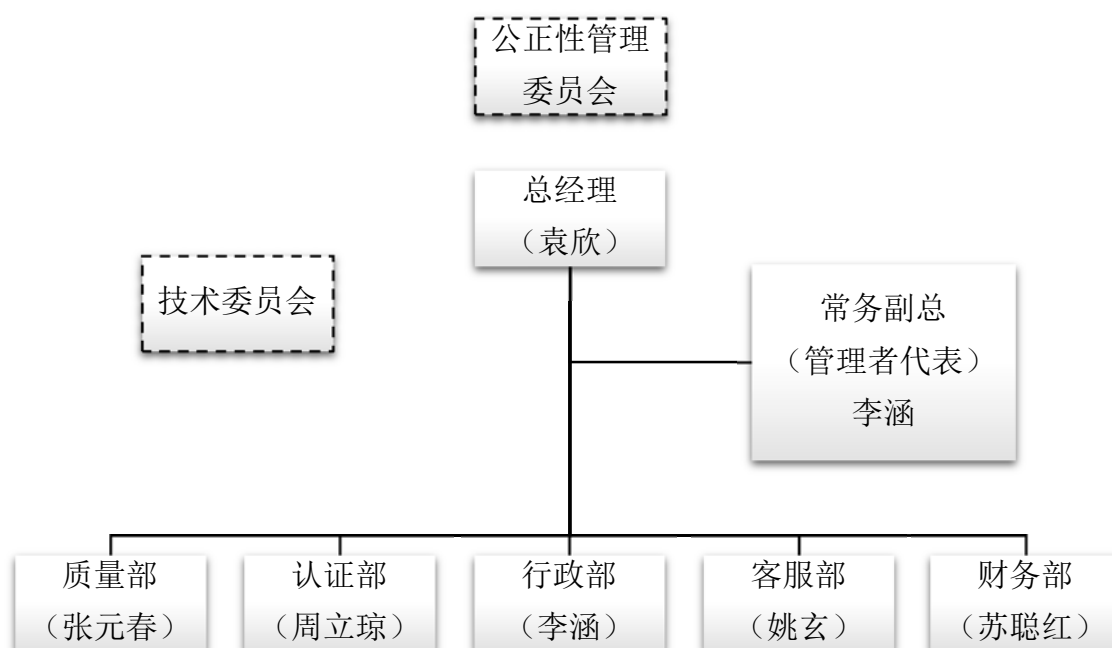 公正性管理
委员会
总经理
（袁欣）
技术委员会
常务副总
（管理者代表）
李涵
质量部
（张元春）
认证部
（周立琼）
行政部
（李涵）
客服部
（姚玄）
财务部
（苏聪红）